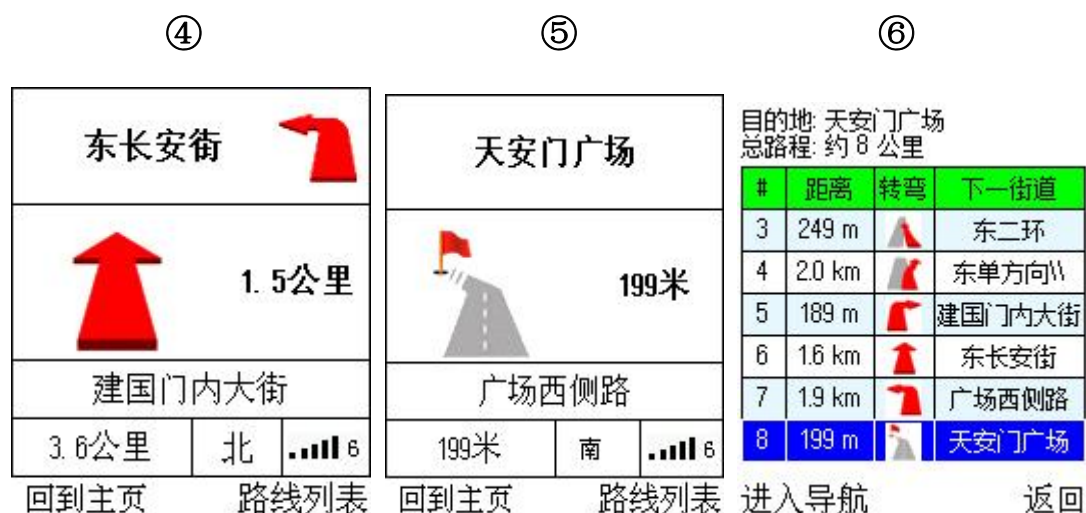 ④
⑤
⑥
东长安街
1.5公里
建国门内大街
3.6公里 北 6
回到主页 路线列表
天安门广场
199米
广场西侧路
199米 南 6
回到主页 路线列表
目的地: 天安门广场
总路程: 约 8 公里
# 距离 转弯 下一街道
3 249 m 东二环
4 2.0 km 东单方向\\
5 189 m 建国门内大街
6 1.6 km 东长安街
7 1.9 km 广场西侧路
8 199 m 天安门广场
进入导航 返回